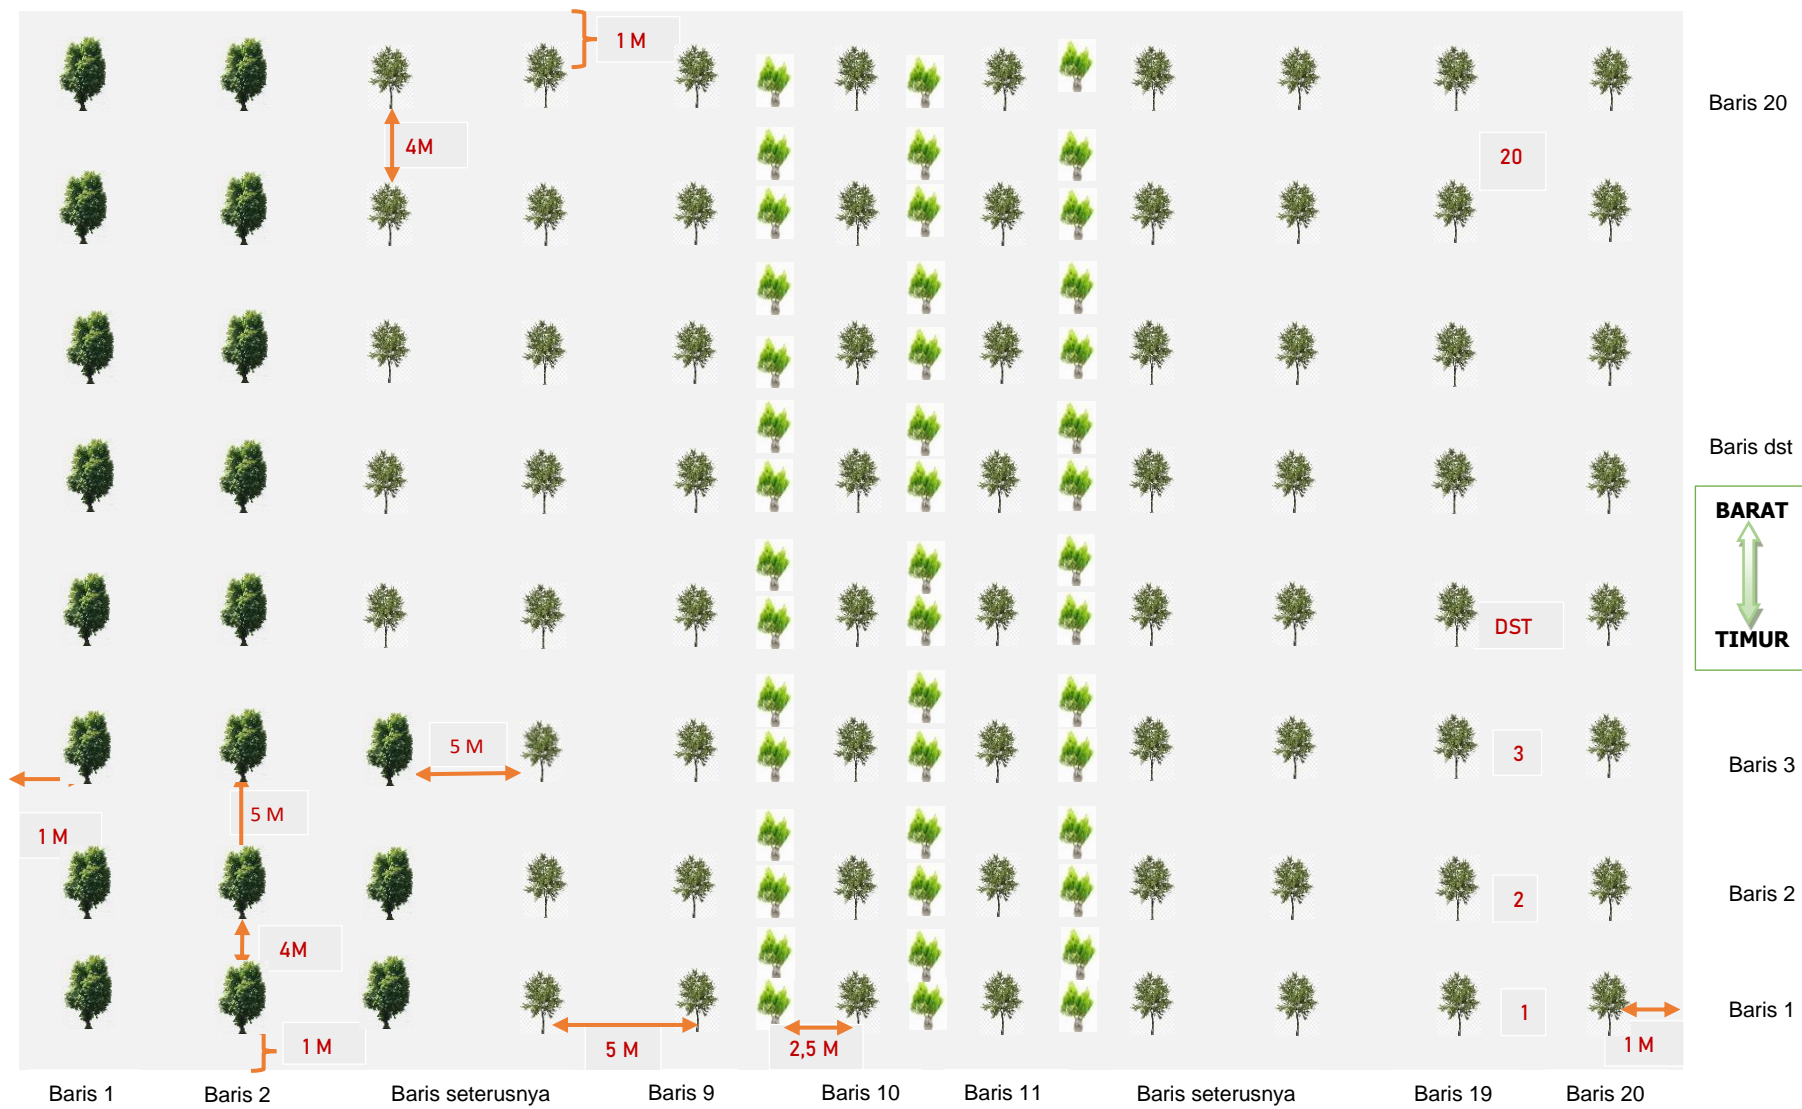 1 M
Baris 20
4M
20
Baris dst
BARAT
TIMUR
DST
5 M
3
Baris 3
5 M
1 M
2
Baris 2
4M
1
Baris 1
1 M
5 M
2,5 M
1 M
Baris 1
Baris 2
Baris seterusnya
Baris 9
Baris 10
Baris 11
Baris seterusnya
Baris 19
Baris 20